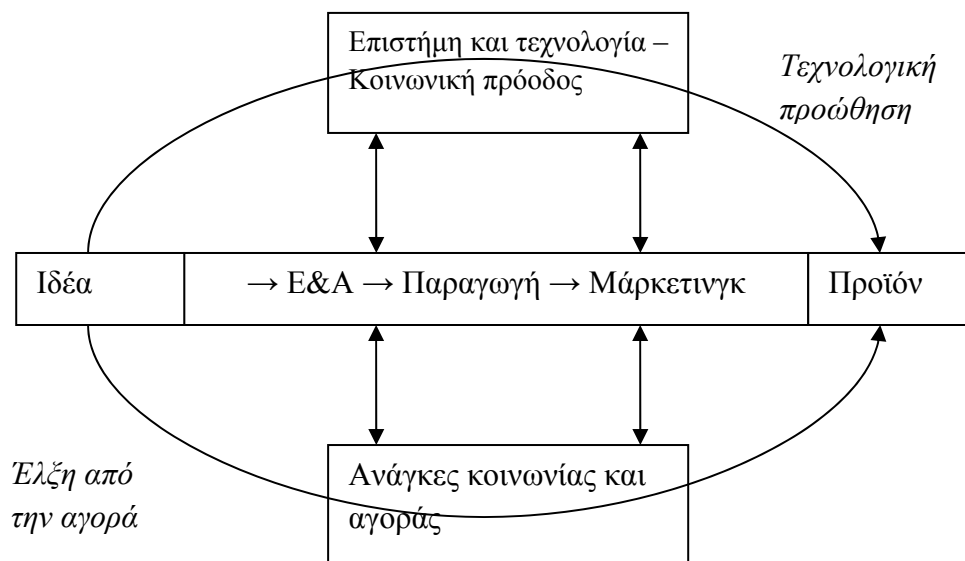 Επιστήμη και τεχνολογία –
Κοινωνική πρόοδος
Τεχνολογική
προώθηση
Ιδέα
→ Ε&Α → Παραγωγή → Μάρκετινγκ
Προϊόν
Έλξη από
την αγορά
Ανάγκες κοινωνίας και
αγοράς